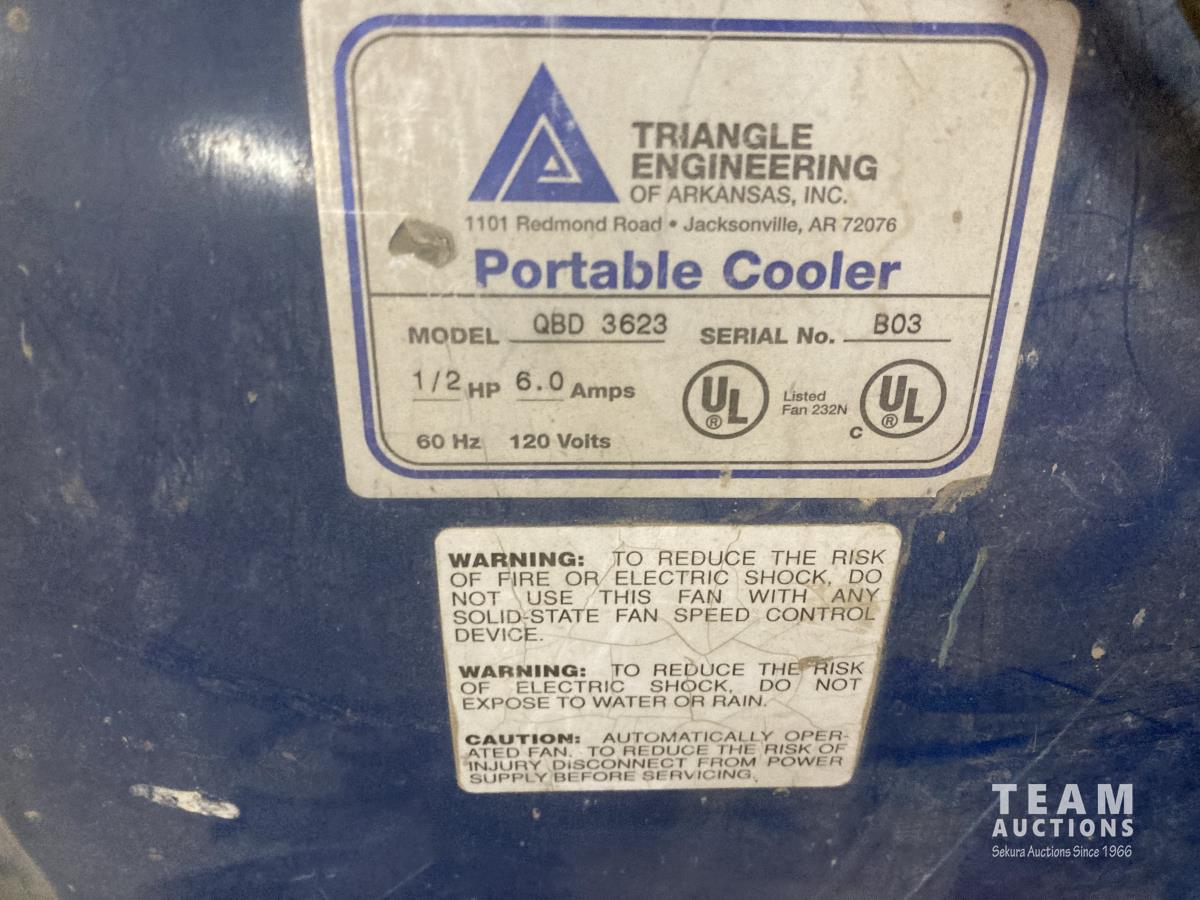 TRIANGLE
ENGINEERING
OF ARKANSAS, INC.
1101 Redmond Road • Jacksonville, AR 72076
Portable Cooler
MODEL QBD 3623 SERIAL No. B03
1/2 HP 6.0 Amps
UL ® Listed Fan 232N C UL ®
60 Hz 120 Volts
WARNING: TO REDUCE THE RISK
OF FIRE OR ELECTRIC SHOCK, DO
NOT USE THIS FAN WITH ANY
SOLID-STATE FAN SPEED CONTROL
DEVICE.
WARNING: TO REDUCE THE RISK
OF ELECTRIC SHOCK, DO NOT
EXPOSE TO WATER OR RAIN.
CAUTION: AUTOMATICALLY OPER-
ATED FAN. TO REDUCE THE RISK OF
INJURY DISCONNECT FROM POWER
SUPPLY BEFORE SERVICING.
TEAM
AUCTIONS
Sekura Auctions Since 1966